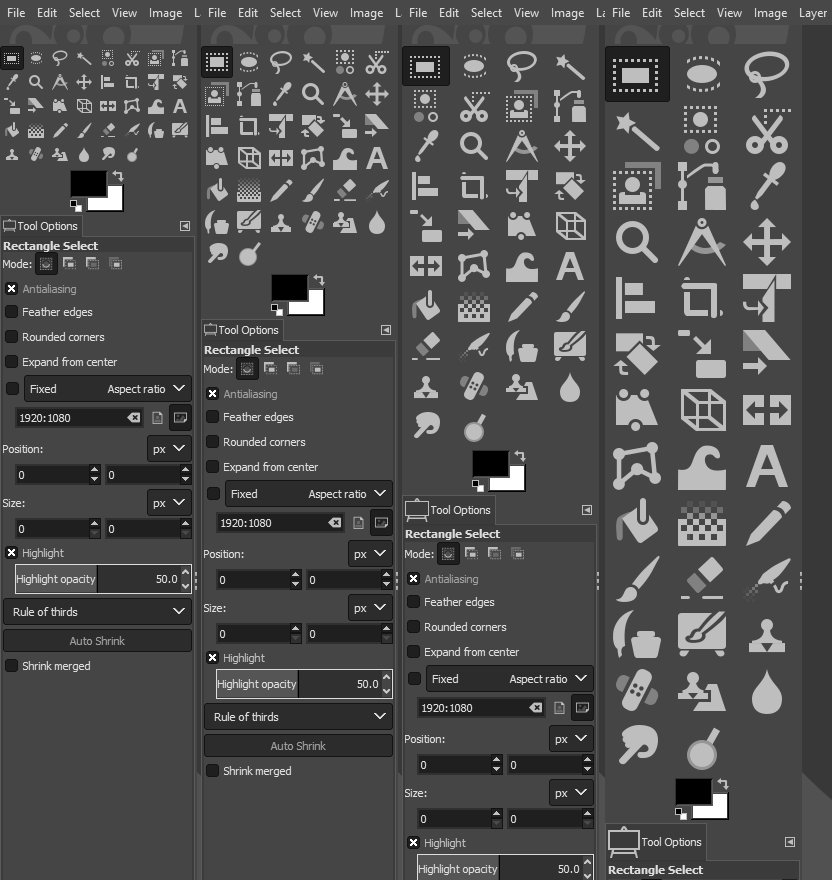 File Edit Select View Image L
Tool Options
Rectangle Select
Mode:
Antialiasing
Feather edges
Rounded corners
Expand from center
Fixed Aspect ratio
1920:1080
Position: px
0 0
Size: px
0 0
Highlight
Highlight opacity 50.0
Rule of thirds
Auto Shrink
Shrink merged
File Edit Select View Image L
A
Tool Options
Rectangle Select
Mode:
Antialiasing
Feather edges
Rounded corners
Expand from center
Fixed Aspect ratio
1920:1080
Position: px
0 0
Size: px
0 0
Highlight
Highlight opacity 50.0
Rule of thirds
Auto Shrink
Shrink merged
File Edit Select View Image La
A
Tool Options
Rectangle Select
Mode:
Antialiasing
Feather edges
Rounded corners
Expand from center
Fixed Aspect ratio
1920:1080
Position: px
0 0
Size: px
0 0
Highlight
Highlight opacity 50.0
File Edit Select View Image Layer
A
Tool Options
Rectangle Select